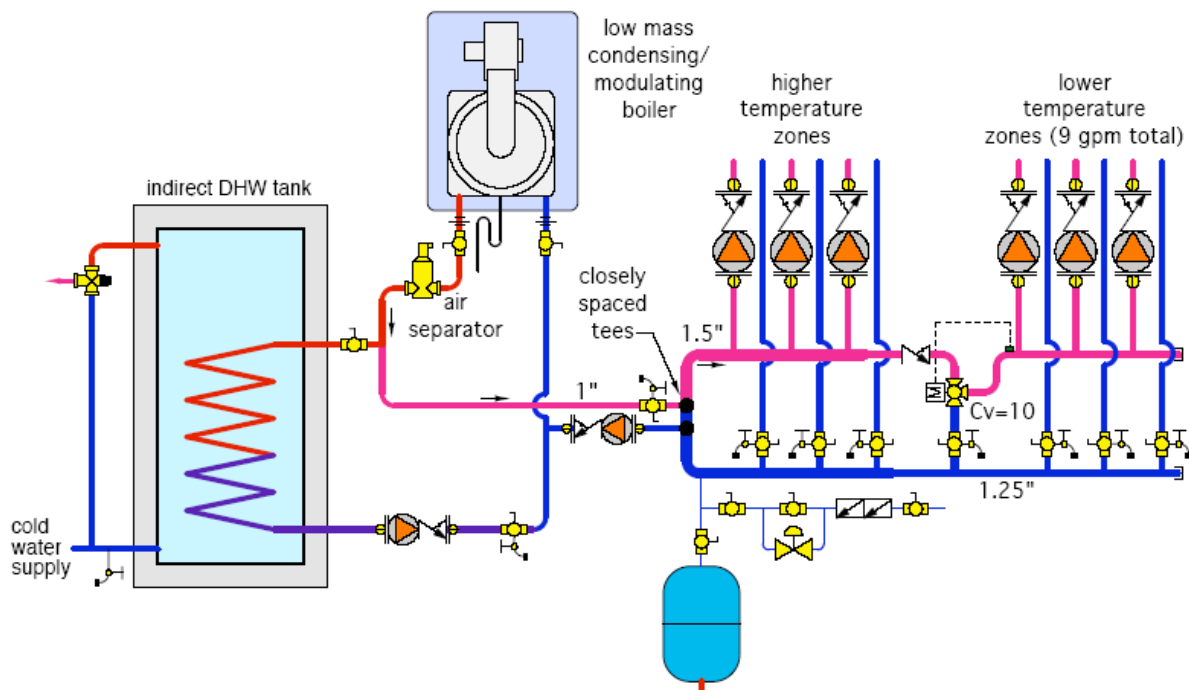 low mass
condensing/
modulating
boiler
higher
temperature
zones
lower
temperature
zones (9 gpm total)
indirect DHW tank
air
separator
closely
spaced
tees
1.5"
1"
M
Cv=10
1.25"
cold
water
supply